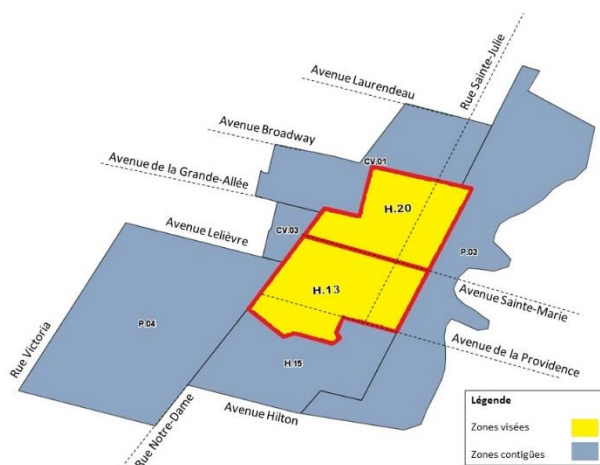 Rue Sainte-Julie
Avenue Laurendeau
Avenue Broadway
Avenue de la Grande-Allée
CV.01
H.20
CV.03
Avenue Lelièvre
P.03
H.13
Avenue Sainte-Marie
P.04
Rue Victoria
Avenue de la Providence
H.15
Avenue Hilton
Rue Notre-Dame
Légende
Zones visées
Zones contigües